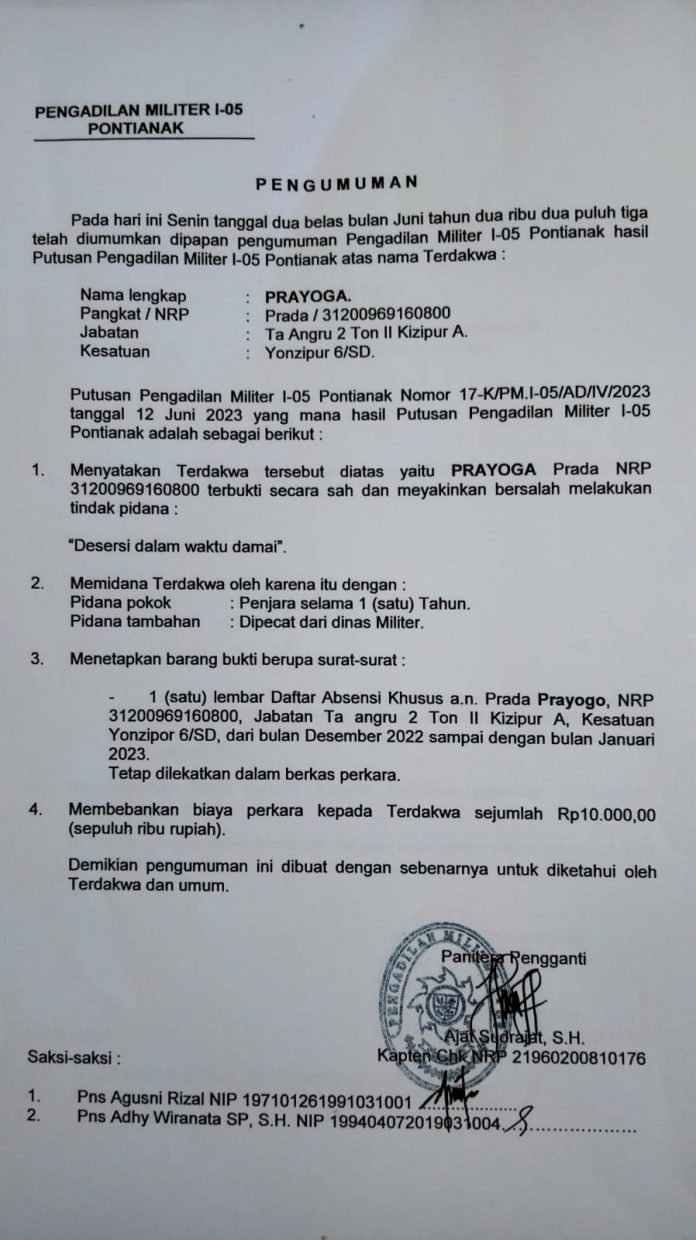 PENGADILAN MILITER I-05
PONTIANAK
PENGUMUMAN
Pada hari ini Senin tanggal dua belas bulan Juni tahun dua ribu dua puluh tiga
telah diumumkan dipapan pengumuman Pengadilan Militer I-05 Pontianak hasil
Putusan Pengadilan Militer I-05 Pontianak atas nama Terdakwa :
Nama lengkap : PRAYOGA.
Pangkat / NRP : Prada / 31200969160800
Jabatan : Ta Angru 2 Ton II Kizipur A.
Kesatuan : Yonzipur 6/SD.
Putusan Pengadilan Militer I-05 Pontianak Nomor 17-K/PM.I-05/AD/IV/2023
tanggal 12 Juni 2023 yang mana hasil Putusan Pengadilan Militer I-05
Pontianak adalah sebagai berikut :
1. Menyatakan Terdakwa tersebut diatas yaitu PRAYOGA Prada NRP
31200969160800 terbukti secara sah dan meyakinkan bersalah melakukan
tindak pidana :
“Desersi dalam waktu damai”.
2. Memidana Terdakwa oleh karena itu dengan :
Pidana pokok : Penjara selama 1 (satu) Tahun.
Pidana tambahan : Dipecat dari dinas Militer.
3. Menetapkan barang bukti berupa surat-surat :
- 1 (satu) lembar Daftar Absensi Khusus a.n. Prada Prayogo, NRP
31200969160800, Jabatan Ta angru 2 Ton II Kizipur A, Kesatuan
Yonzipor 6/SD, dari bulan Desember 2022 sampai dengan bulan Januari
2023.
Tetap dilekatkan dalam berkas perkara.
4. Membebankan biaya perkara kepada Terdakwa sejumlah Rp10.000,00
(sepuluh ribu rupiah).
Demikian pengumuman ini dibuat dengan sebenarnya untuk diketahui oleh
Terdakwa dan umum.
Panitera Pengganti
PENGADILAN MILITER
Ajat Sudrajat, S.H.
Kapten Chk NRP 21960200810176
Saksi-saksi :
1. Pns Agusni Rizal NIP 197101261991031001
2. Pns Adhy Wiranata SP, S.H. NIP 199404072019031004